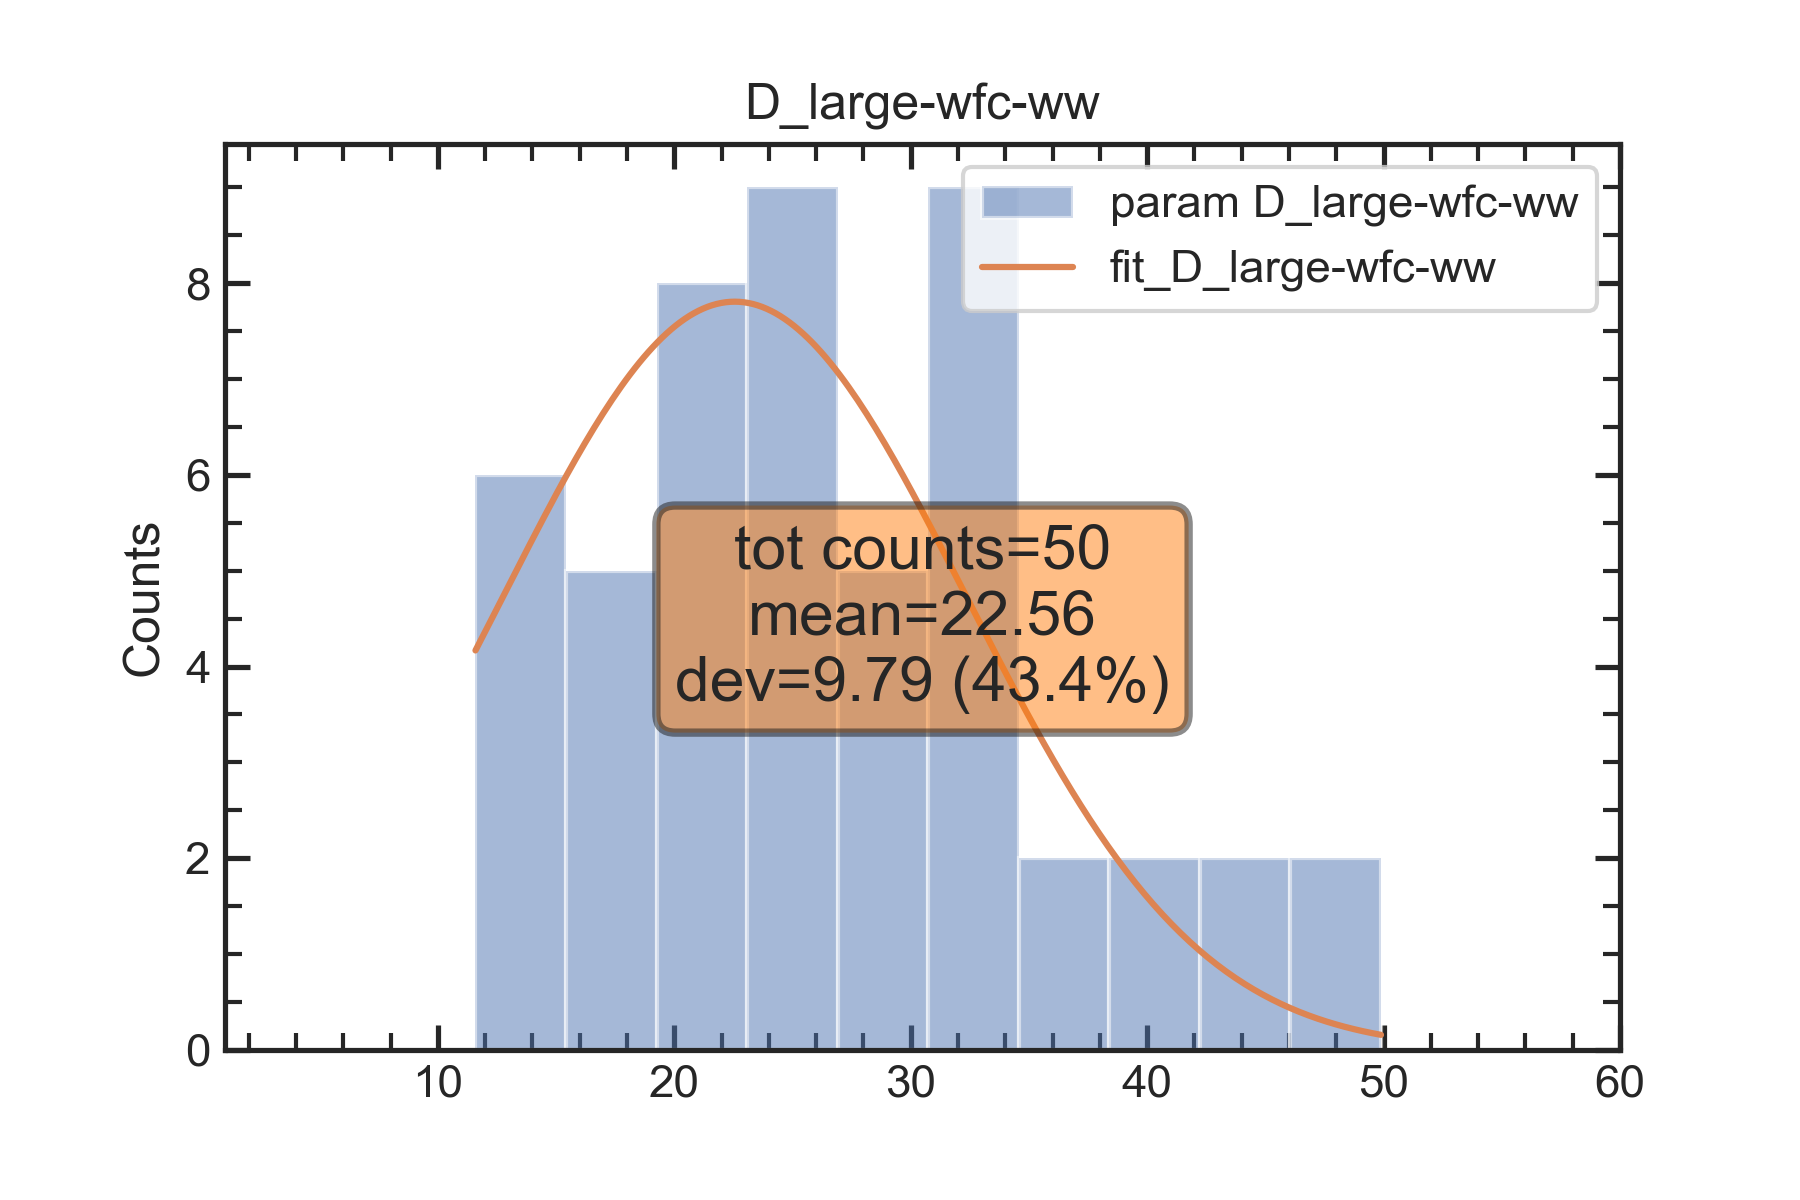 D_large-wfc-ww
param D_large-wfc-ww
fit_D_large-wfc-ww
8
6
4
2
0
Counts
tot counts=50
mean=22.56
dev=9.79 (43.4%)
10 20 30 40 50 60